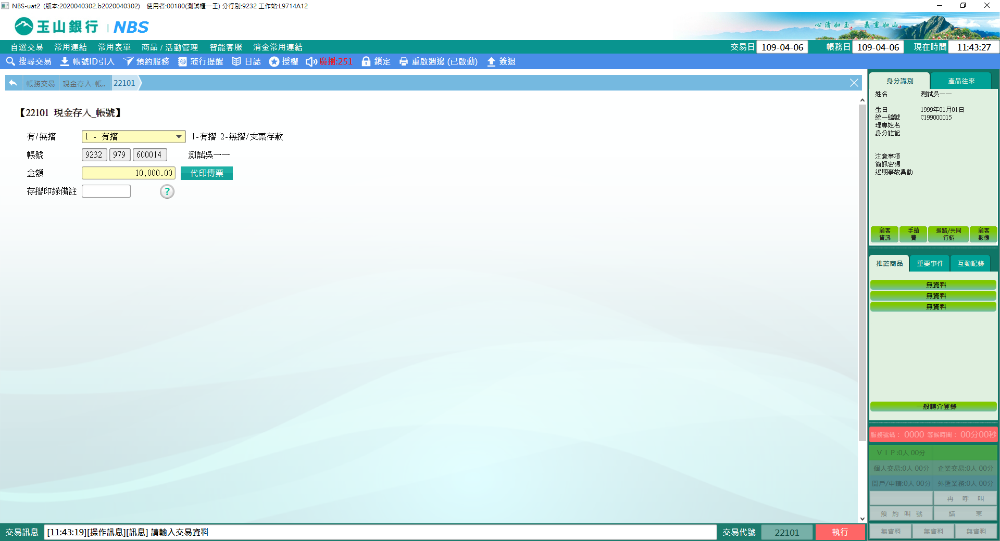 NBS-uat2 (版本:2020040302.b2020040302) 使用者:00180(測試櫃一王) 分行別:9232 工作站:L9714A12
玉山銀行 | NBS
心清如玉。 義重如山。
自選交易 常用連結 常用表單 商品 / 活動管理 智能客服 消金常用連結 交易日 109-04-06 帳務日 109-04-06 現在時間 11:43:27
搜尋交易 帳號ID引入 預約服務 蒞行提醒 日誌 授權 廣播:251 鎖定 重啟週邊 (已啟動) 簽退
帳務交易 現金存入-帳.. 22101
【22101 現金存入_帳號】
有/無摺 1 - 有摺 1-有摺 2-無摺/支票存款
帳號 9232 979 600014 測試吳一一
金額 10,000.00 代印傳票
存摺印錄備註 ?
身分識別 產品往來
姓名 測試吳一一
生日 1999年01月01日
統一編號 C199000015
理專姓名
身分註記
注意事項
簡訊密碼
近期事故異動
顧客資訊 手續費 通路/共同行銷 顧客影像
推薦商品 重要事件 互動記錄
無資料
無資料
無資料
一般轉介登錄
服務號碼： 0000 等候時間： 00分00秒
ＶＩＰ:0人 00分
個人交易:0人 00分 企業交易:0人 00分
開戶/申請:0人 00分 外匯業務:0人 00分
再 呼 叫
預 約 叫 號 結 束
無資料 無資料 無資料
交易訊息 [11:43:19][操作訊息][訊息] 請輸入交易資料 交易代號 22101 執行